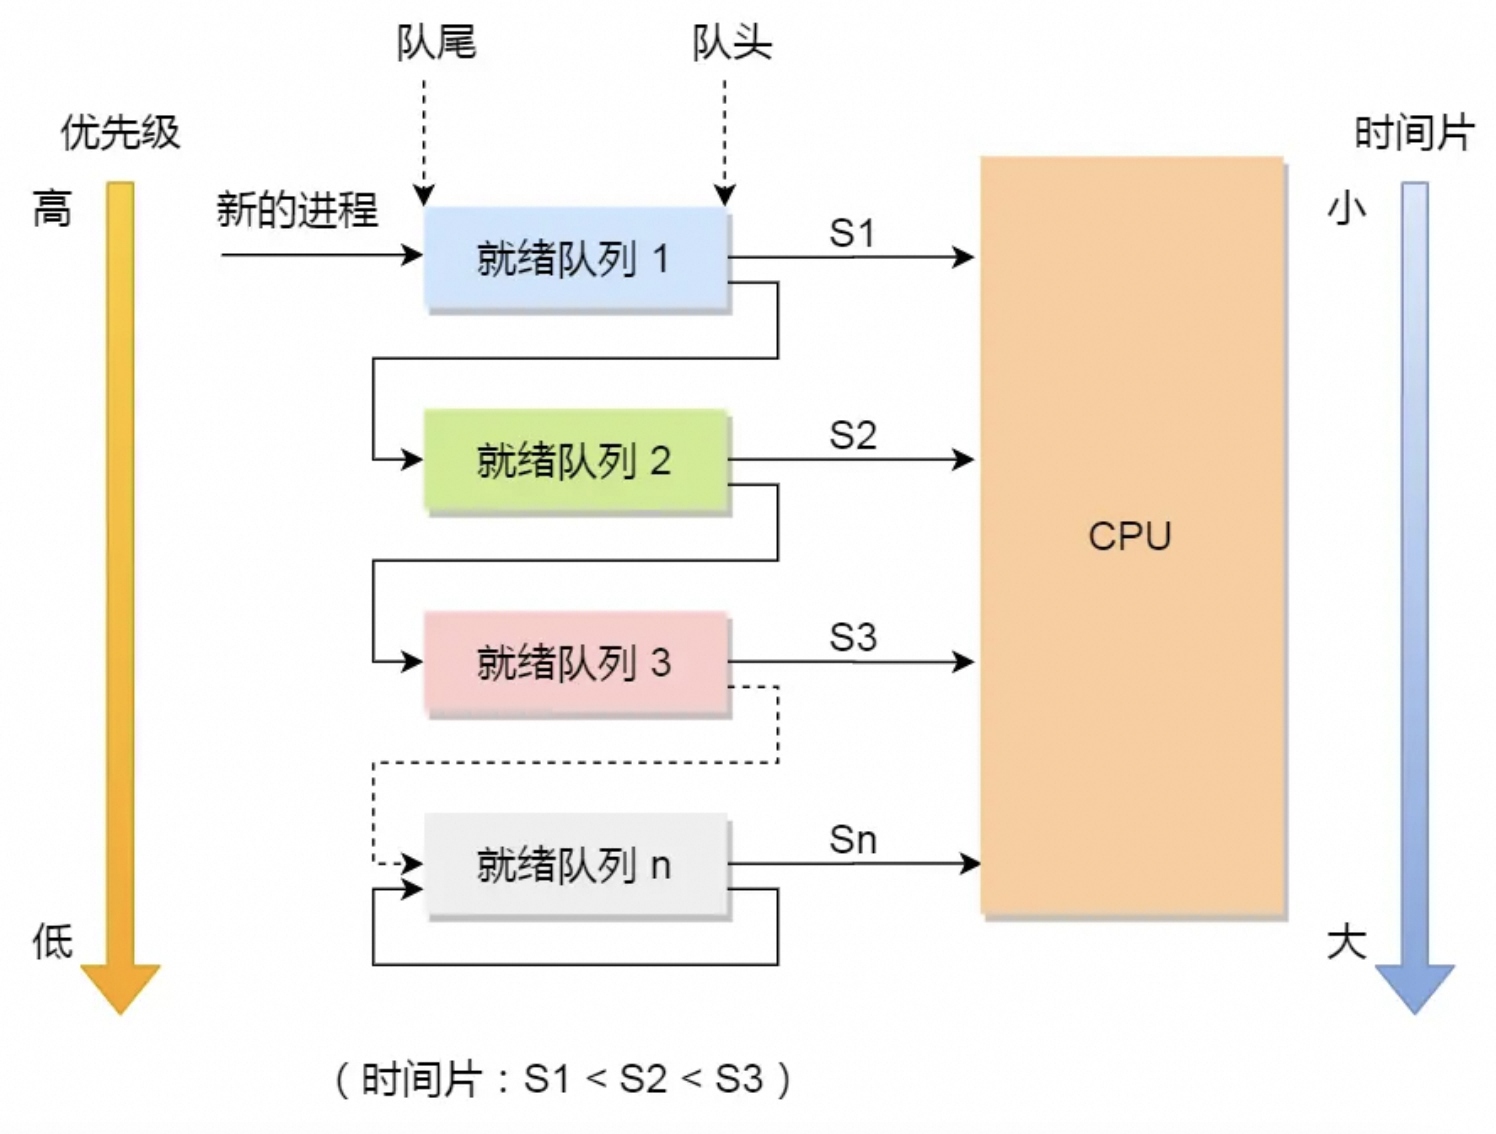 队尾
队头
优先级
时间片
高
新的进程
小
就绪队列 1
S1
就绪队列 2
S2
CPU
就绪队列 3
S3
就绪队列 n
Sn
低
大
（时间片：S1 < S2 < S3）